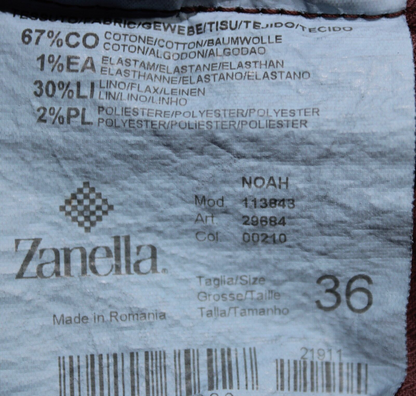 67%CO COTONE/COTTON/BAUMWOLLE
COTON/ALGODON/ALGODAO
1%EA ELASTAM/ELASTANE/ELASTHAN
ELASTHANNE/ELASTANO/ELASTANO
30%LI LINO/FLAX/LEINEN
LIN/LINO/LINHO
2%PL POLIESTERE/POLYESTER/POLYESTER
POLYESTER/POLIESTER/POLIESTER
NOAH
Mod 113843
Art 29684
Col 00210
Zanella.
Taglia/Size
Grosse/Taille
Talla/Tamanho
36
Made in Romania
21911